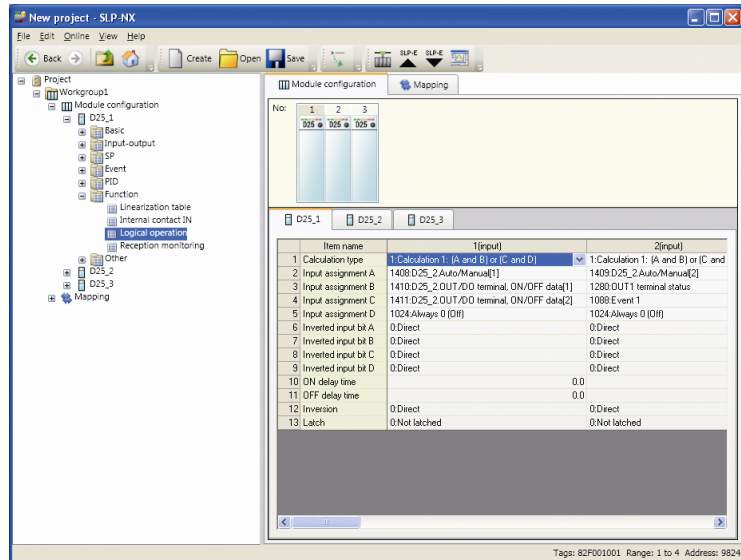 New project - SLP-NX
File Edit Online View Help
Back Create Open Save SLP-E SLP-E
Project
Workgroup1
Module configuration
D25_1
Basic
Input-output
SP
Event
PID
Function
Linearization table
Internal contact IN
Logical operation
Reception monitoring
Other
D25_2
D25_3
Mapping
Module configuration Mapping
No: 1 2 3
D25 D25 D25
D25_1 D25_2 D25_3
Item name 1(input) 2(input)
1 Calculation type 1:Calculation 1: (A and B) or (C and D) 1:Calculation 1: (A and B) or (C and
2 Input assignment A 1408:D25_2.Auto/Manual[1] 1409:D25_2.Auto/Manual[2]
3 Input assignment B 1410:D25_2.OUT/DO terminal, ON/OFF data[1] 1280:OUT1 terminal status
4 Input assignment C 1411:D25_2.OUT/DO terminal, ON/OFF data[2] 1088:Event 1
5 Input assignment D 1024:Always 0 (Off) 1024:Always 0 (Off)
6 Inverted input bit A 0:Direct 0:Direct
7 Inverted input bit B 0:Direct 0:Direct
8 Inverted input bit C 0:Direct 0:Direct
9 Inverted input bit D 0:Direct 0:Direct
10 ON delay time 0.0
11 OFF delay time 0.0
12 Inversion 0:Direct 0:Direct
13 Latch 0:Not latched 0:Not latched
Tags: 82F001001 Range: 1 to 4 Address: 9824